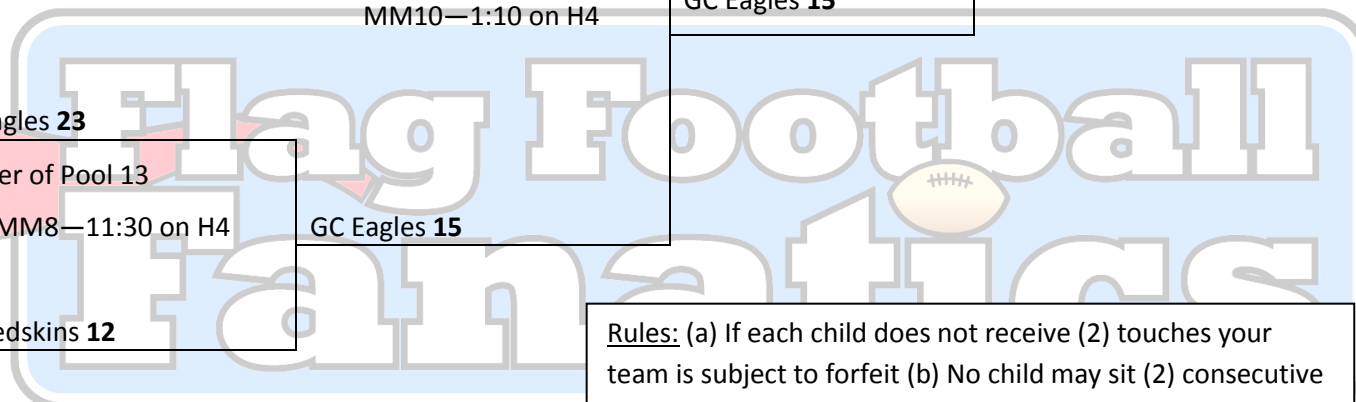 GC Eagles 15
MM10—1:10 on H4
Flag Football
Fanatics
gles 23
er of Pool 13
MM8—11:30 on H4
GC Eagles 15
edskins 12
Rules: (a) If each child does not receive (2) touches your
team is subject to forfeit (b) No child may sit (2) consecutive